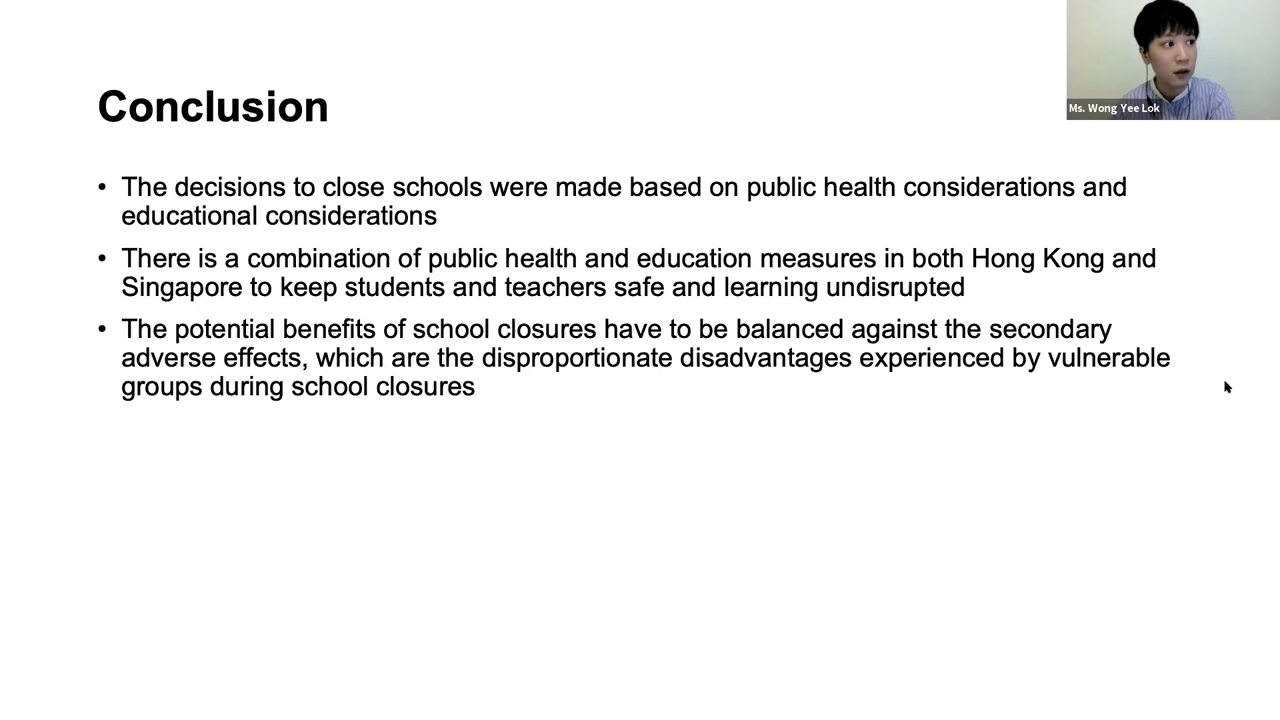 Ms. Wong Yee Lok
Conclusion
• The decisions to close schools were made based on public health considerations and
educational considerations
• There is a combination of public health and education measures in both Hong Kong and
Singapore to keep students and teachers safe and learning undisrupted
• The potential benefits of school closures have to be balanced against the secondary
adverse effects, which are the disproportionate disadvantages experienced by vulnerable
groups during school closures